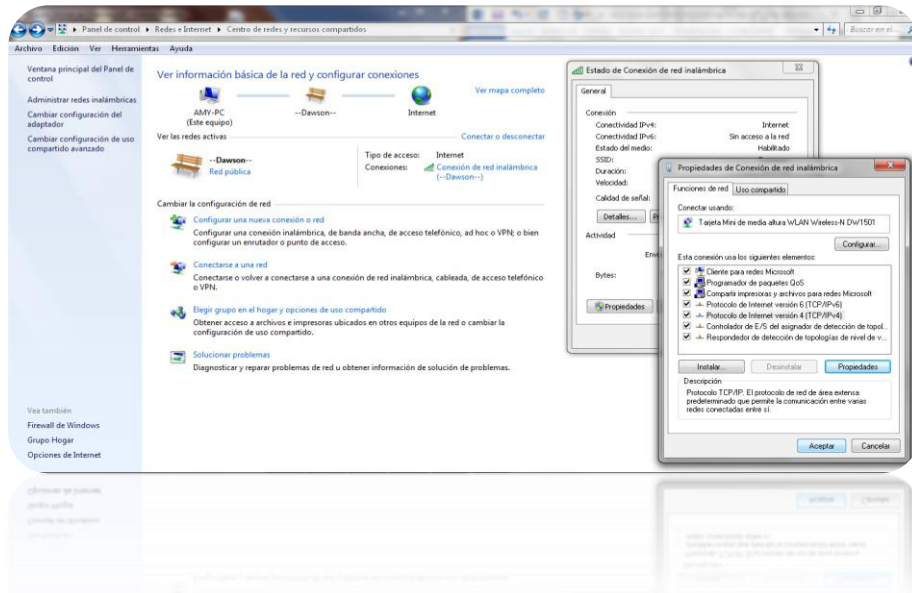 Panel de control ▸ Redes e Internet ▸ Centro de redes y recursos compartidos
Buscar en el...
Archivo Edición Ver Herramientas Ayuda
Ventana principal del Panel de
control
Administrar redes inalámbricas
Cambiar configuración del
adaptador
Cambiar configuración de uso
compartido avanzado
Vea también
Firewall de Windows
Grupo Hogar
Opciones de Internet
Ver información básica de la red y configurar conexiones
Ver mapa completo
AMY-PC
(Este equipo)
--Dawson--
Internet
Ver las redes activas
Conectar o desconectar
--Dawson--
Red pública
Tipo de acceso: Internet
Conexiones: Conexión de red inalámbrica
(--Dawson--)
Cambiar la configuración de red
Configurar una nueva conexión o red
Configurar una conexión inalámbrica, de banda ancha, de acceso telefónico, ad hoc o VPN; o bien
configurar un enrutador o punto de acceso.
Conectarse a una red
Conectarse o volver a conectarse a una conexión de red inalámbrica, cableada, de acceso telefónico
o VPN.
Elegir grupo en el hogar y opciones de uso compartido
Obtener acceso a archivos e impresoras ubicados en otros equipos de la red o cambiar la
configuración de uso compartido.
Solucionar problemas
Diagnosticar y reparar problemas de red u obtener información de solución de problemas.
Estado de Conexión de red inalámbrica
General
Conexión
Conectividad IPv4: Internet
Conectividad IPv6: Sin acceso a la red
Estado del medio: Habilitado
SSID:
Duración:
Velocidad:
Calidad de señal:
Detalles...
Actividad
Bytes:
Propiedades
Propiedades de Conexión de red inalámbrica
Funciones de red Uso compartido
Conectar usando:
Tarjeta Mini de media altura WLAN Wireless-N DW1501
Configurar...
Esta conexión usa los siguientes elementos:
Cliente para redes Microsoft
Programador de paquetes QoS
Compartir impresoras y archivos para redes Microsoft
Protocolo de Internet versión 6 (TCP/IPv6)
Protocolo de Internet versión 4 (TCP/IPv4)
Controlador de E/S del asignador de detección de topol...
Respondedor de detección de topologías de nivel de v...
Instalar... Desinstalar Propiedades
Descripción
Protocolo TCP/IP. El protocolo de red de área extensa
predeterminado que permite la comunicación entre varias
redes conectadas entre sí.
Aceptar Cancelar